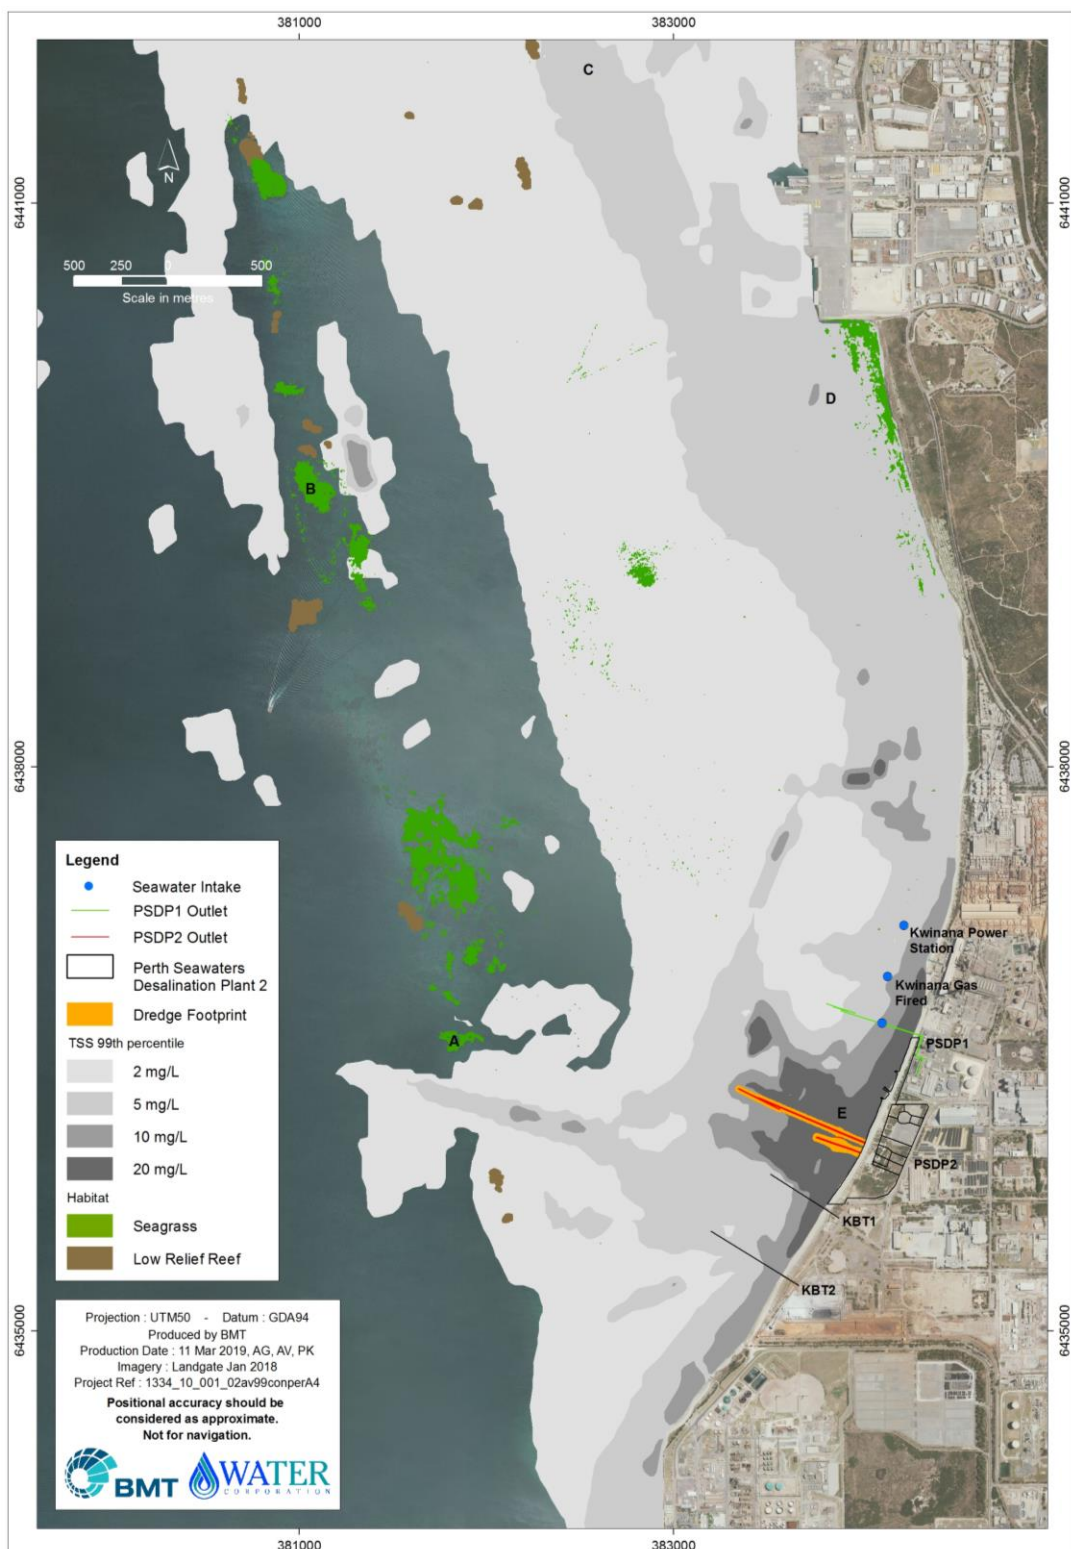 381000
383000
C
6441000
6441000
N
500 250 0 500
Scale in metres
D
B
6438000
6438000
Legend
Seawater Intake
PSDP1 Outlet
PSDP2 Outlet
Perth Seawaters
Desalination Plant 2
Dredge Footprint
TSS 99th percentile
2 mg/L
5 mg/L
10 mg/L
20 mg/L
Habitat
Seagrass
Low Relief Reef
Kwinana Power
Station
Kwinana Gas
Fired
PSDP1
A
E
PSDP2
KBT1
KBT2
6435000
6435000
Projection : UTM50 - Datum : GDA94
Produced by BMT
Production Date : 11 Mar 2019, AG, AV, PK
Imagery : Landgate Jan 2018
Project Ref : 1334_10_001_02av99conperA4
Positional accuracy should be
considered as approximate.
Not for navigation.
BMT
WATER
CORPORATION
381000
383000